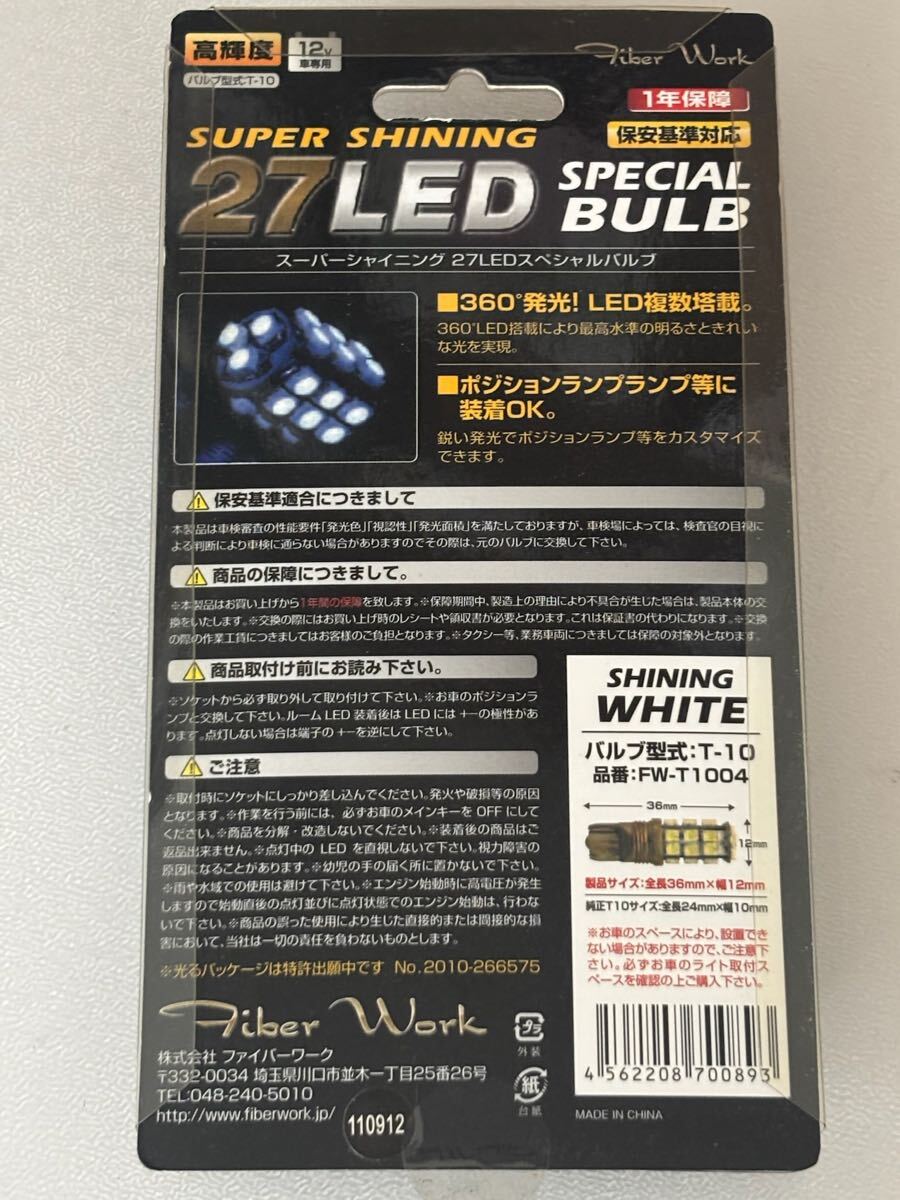 高輝度
12V
車専用
バルブ型式:T-10
Fiber Work
1年保障
保安基準対応
SUPER SHINING
27LED
SPECIAL
BULB
スーパーシャイニング 27LEDスペシャルバルブ
■360°発光! LED複数塔載。
360°LED搭載により最高水準の明るさときれい
な光を実現。
■ポジションランプランプ等に
装着OK。
鋭い発光でポジションランプ等をカスタマイズ
できます。
保安基準適合につきまして
本製品は車検審査の性能要件「発光色」「視認性」「発光面積」を満たしておりますが、車検場によっては、検査官の目視に
よる判断により車検に通らない場合がありますのでその際は、元のバルブに交換して下さい。
商品の保障につきまして。
※本製品はお買い上げから1年間の保障を致します。※保障期間中、製造上の理由により不具合が生じた場合は、製品本体の交
換をいたします。※交換の際にはお買い上げ時のレシートや領収書が必要となります。これは保証書の代わりになります。※交換
の際の作業工賃につきましてはお客様のご負担となります。※タクシー等、業務車両につきましては保障の対象外となります。
商品取付け前にお読み下さい。
※ソケットから必ず取り外して取り付けて下さい。※お車のポジションラ
ンプと交換して下さい。ルーム LED 装着後は LED には +−の極性があ
ります。点灯しない場合は端子の +−を逆にして下さい。
ご注意
※取付時にソケットにしっかり差し込んでください。発火や破損等の原因
となります。※作業を行う前には、必ずお車のメインキーを OFF にして
ください。※商品を分解・改造しないでください。※装着後の商品はご
返品出来ません。※点灯中の LED を直視しないで下さい。視力障害の
原因になることがあります。※幼児の手の届く所に置かないで下さい。
※雨や水域での使用は避けて下さい。※エンジン始動時に高電圧が発生
しますので始動直後の点灯並びに点灯状態でのエンジン始動は、行わな
いで下さい。※商品の誤った使用により生じた直接的または間接的な損
害において、当社は一切の責任を負わないものとします。
※光るパッケージは特許出願中です No.2010-266575
SHINING
WHITE
バルブ型式:T-10
品番:FW-T1004
36mm
12mm
製品サイズ:全長36mm×幅12mm
純正T10サイズ:全長24mm×幅10mm
※お車のスペースにより、設置でき
ない場合がありますので、ご注意下
さい。必ずお車のライト取付ス
ペースを確認の上ご購入下さい。
4562208700893
MADE IN CHINA
Fiber Work
株式会社 ファイバーワーク
〒332-0034 埼玉県川口市並木一丁目25番26号
TEL:048-240-5010
http://www.fiberwork.jp/
110912
プラ
外装
紙
台紙